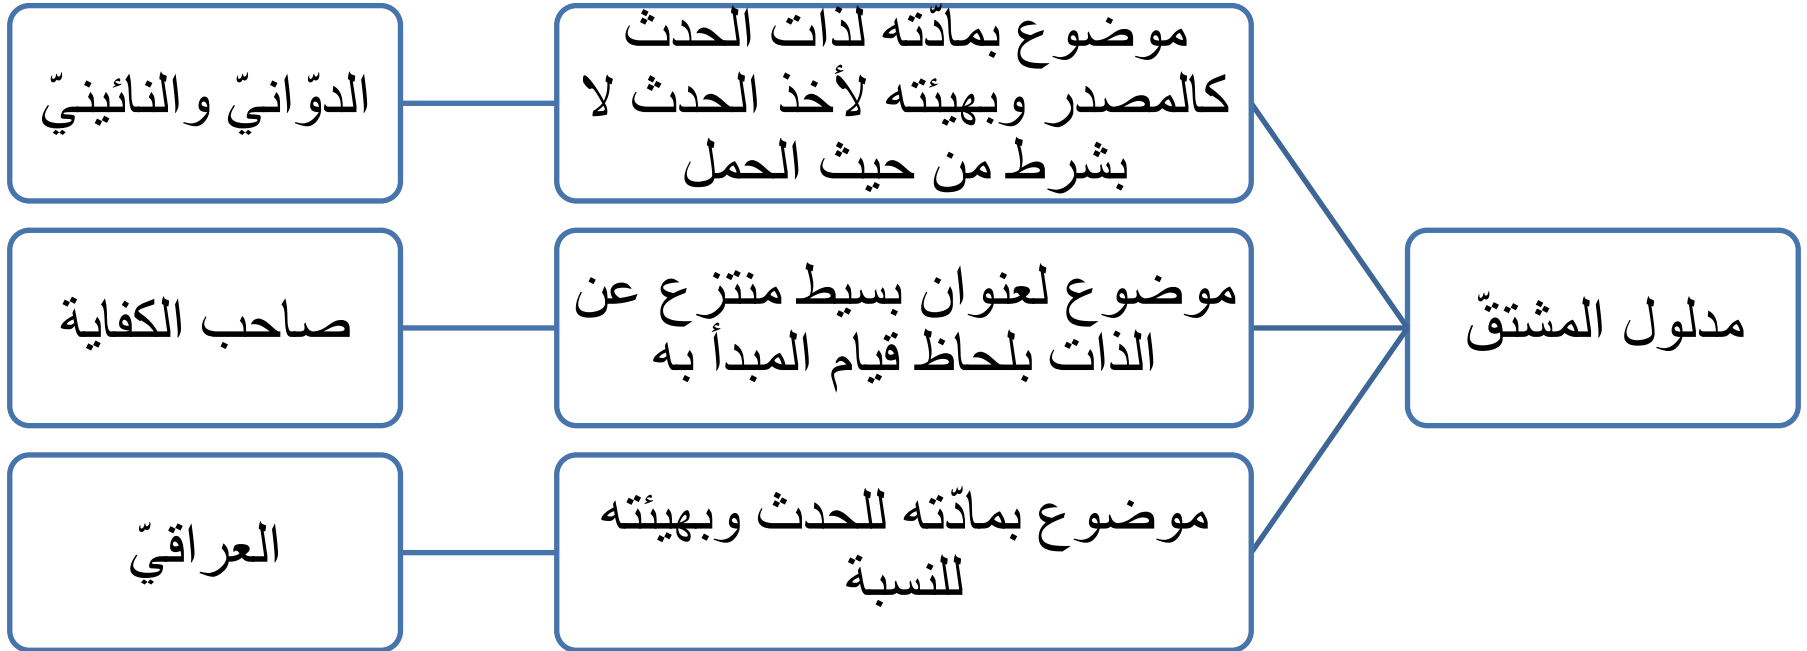 مدلول المشتقّ
موضوع بمادّته لذات الحدث
كالمصدر وبهيئته لأخذ الحدث لا
بشرط من حيث الحمل
الدوّانيّ والنائينيّ
موضوع لعنوان بسيط منتزع عن
الذات بلحاظ قيام المبدأ به
صاحب الكفاية
موضوع بمادّته للحدث وبهيئته
للنسبة
العراقيّ